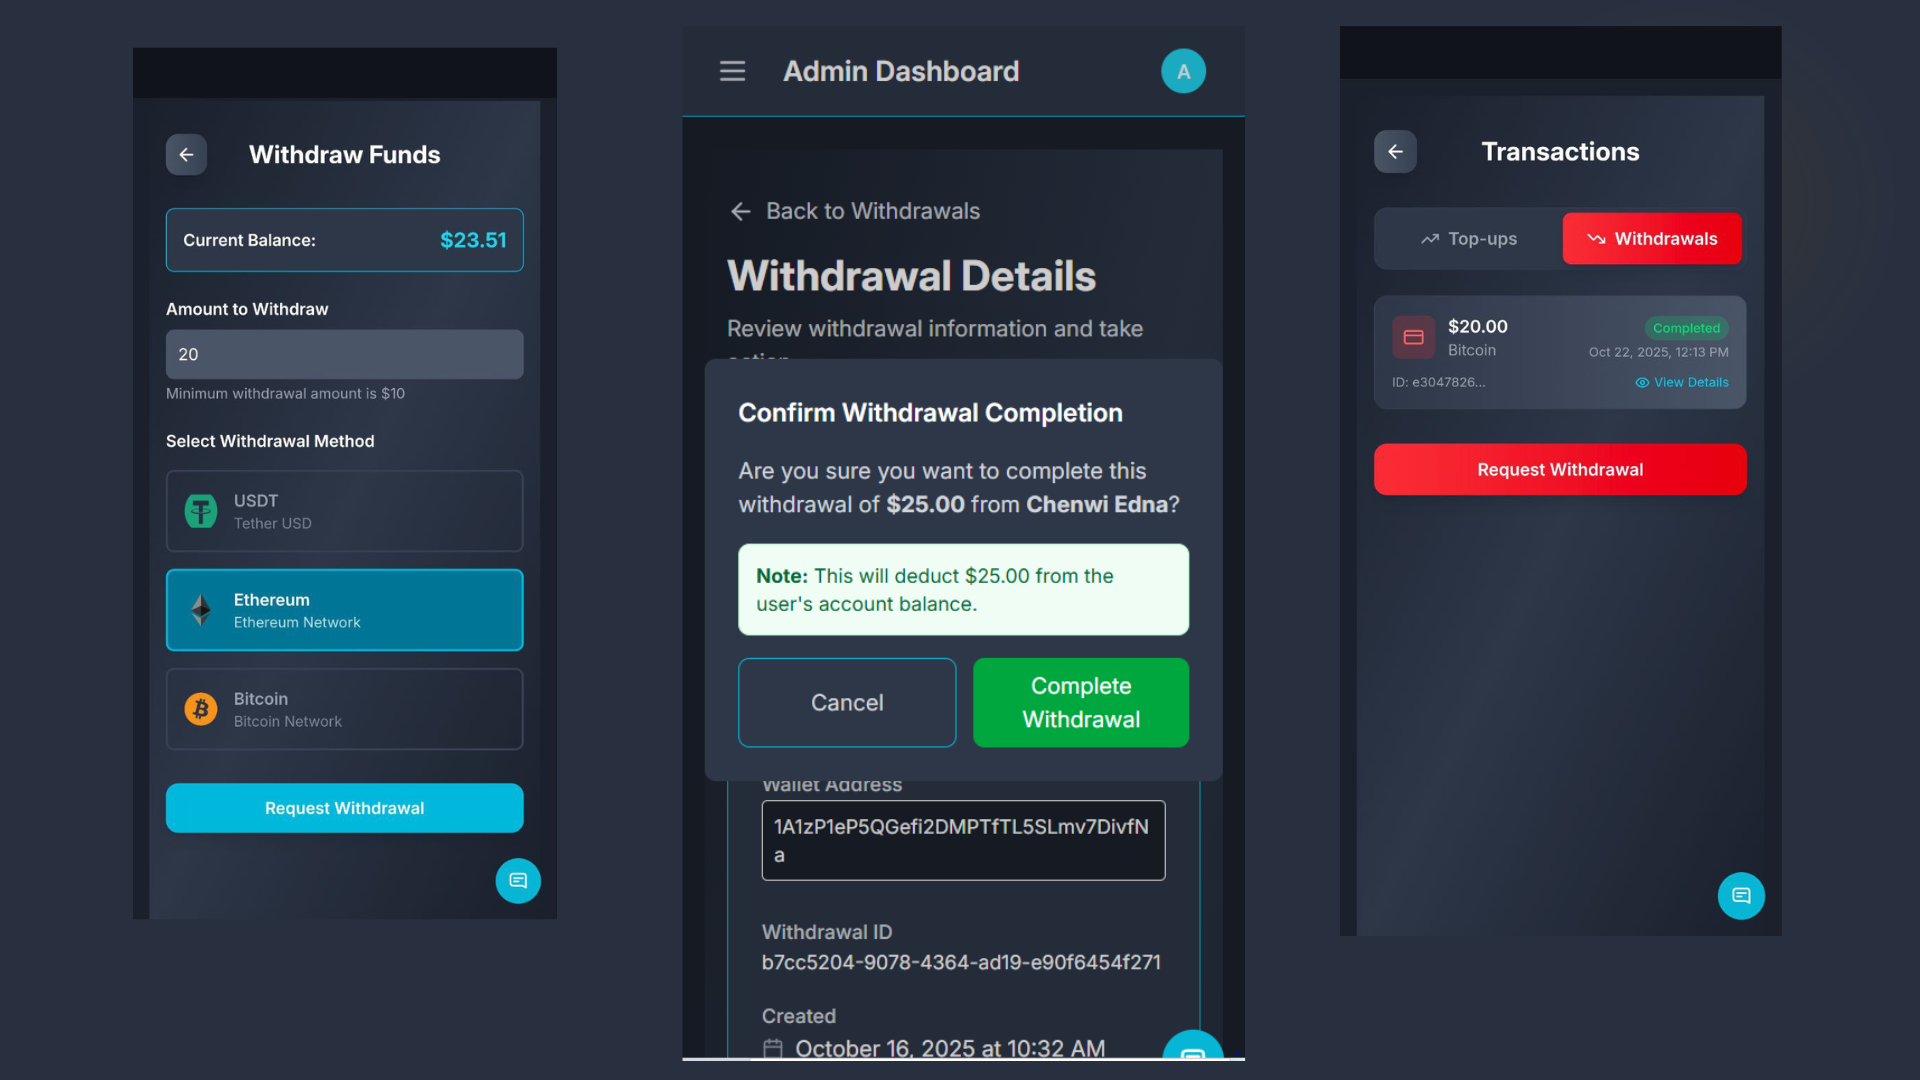 Withdraw Funds
Current Balance: $23.51
Amount to Withdraw
20
Minimum withdrawal amount is $10
Select Withdrawal Method
USDT
Tether USD
Ethereum
Ethereum Network
Bitcoin
Bitcoin Network
Request Withdrawal
Admin Dashboard
A
Back to Withdrawals
Withdrawal Details
Review withdrawal information and take
action.
Confirm Withdrawal Completion
Are you sure you want to complete this
withdrawal of $25.00 from Chenwi Edna?
Note: This will deduct $25.00 from the
user's account balance.
Cancel
Complete
Withdrawal
Wallet Address
1A1zP1eP5QGefi2DMPTfTL5SLmv7DivfN
a
Withdrawal ID
b7cc5204-9078-4364-ad19-e90f6454f271
Created
October 16, 2025 at 10:32 AM
Transactions
Top-ups
Withdrawals
$20.00
Completed
Bitcoin
Oct 22, 2025, 12:13 PM
ID: e3047826...
View Details
Request Withdrawal